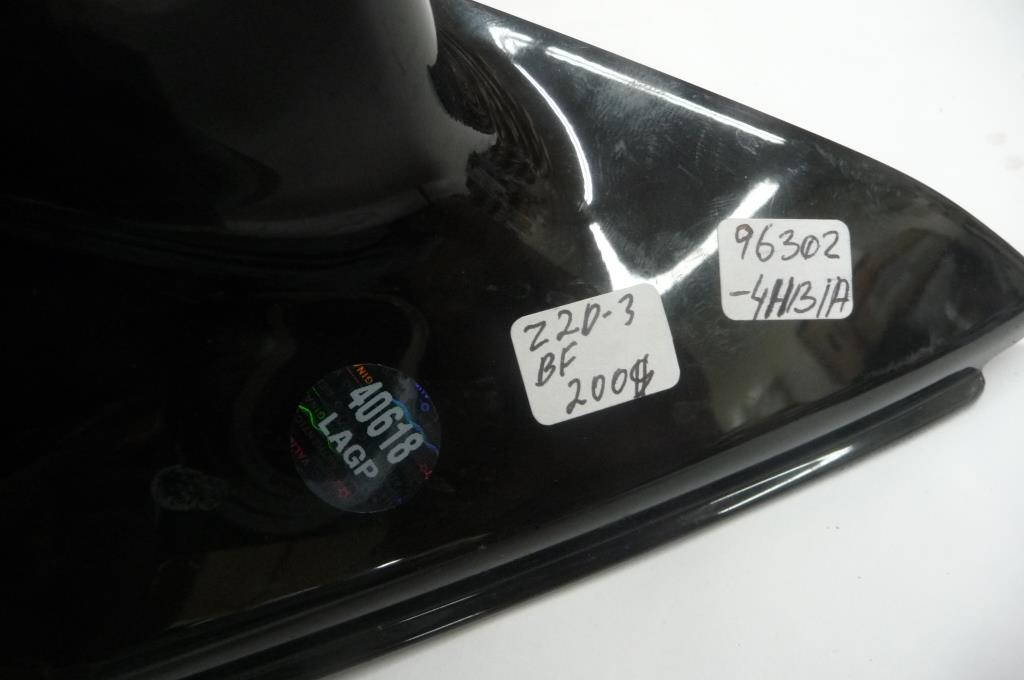 96302
-4HB1A
Z2D-3
BF
200$
40618
LAGP